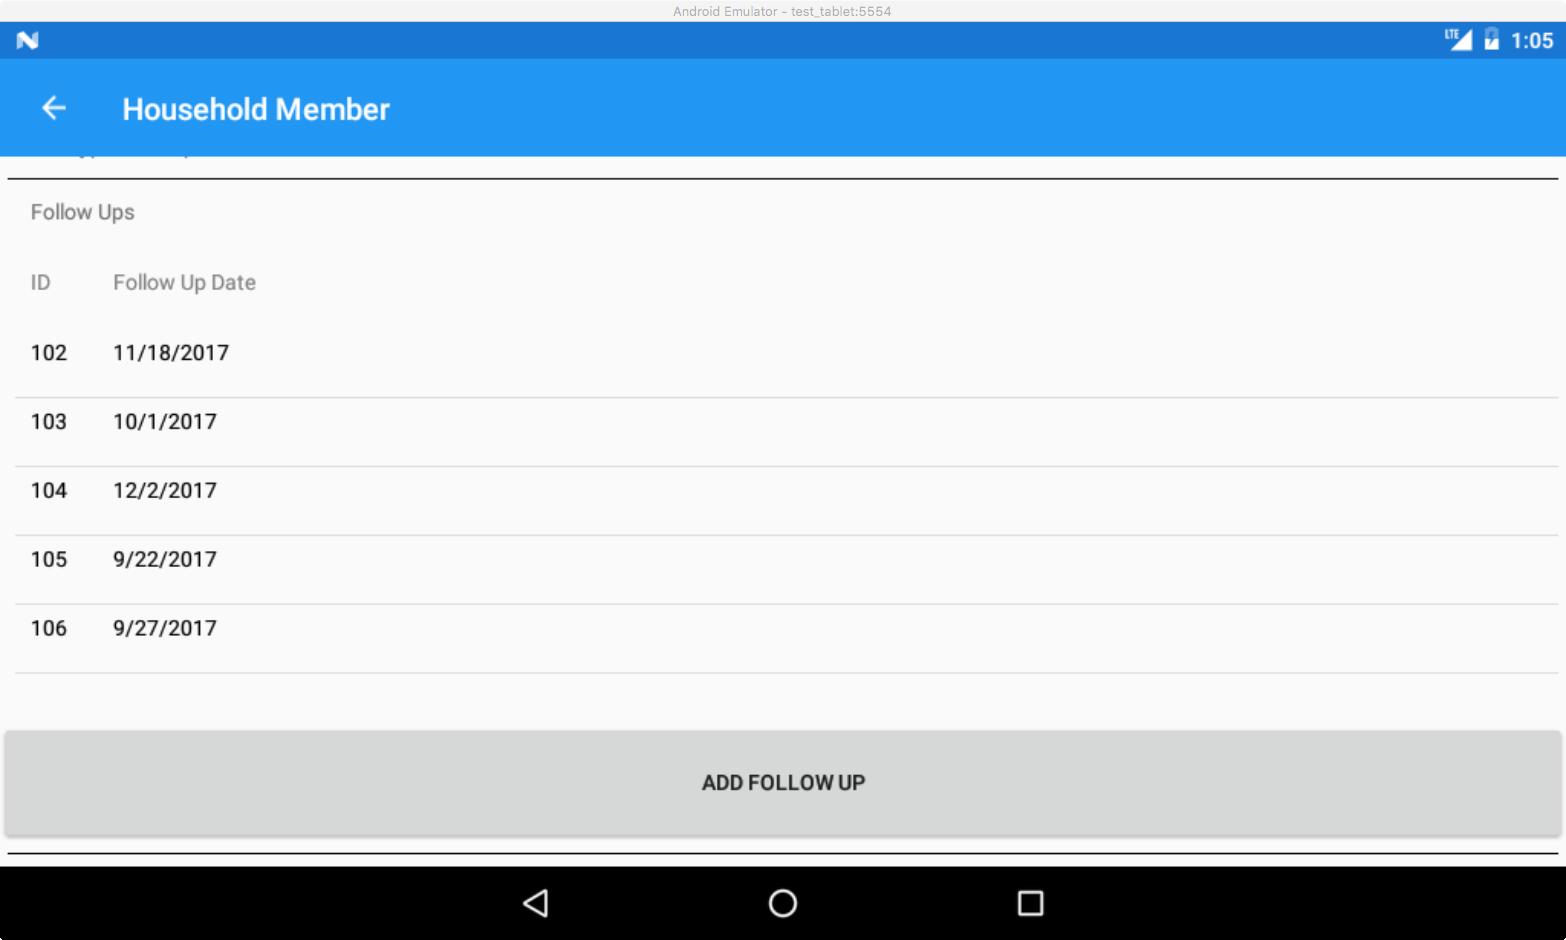 Android Emulator - test_tablet:5554
LTE 1:05
Household Member
Follow Ups
ID Follow Up Date
102 11/18/2017
103 10/1/2017
104 12/2/2017
105 9/22/2017
106 9/27/2017
ADD FOLLOW UP